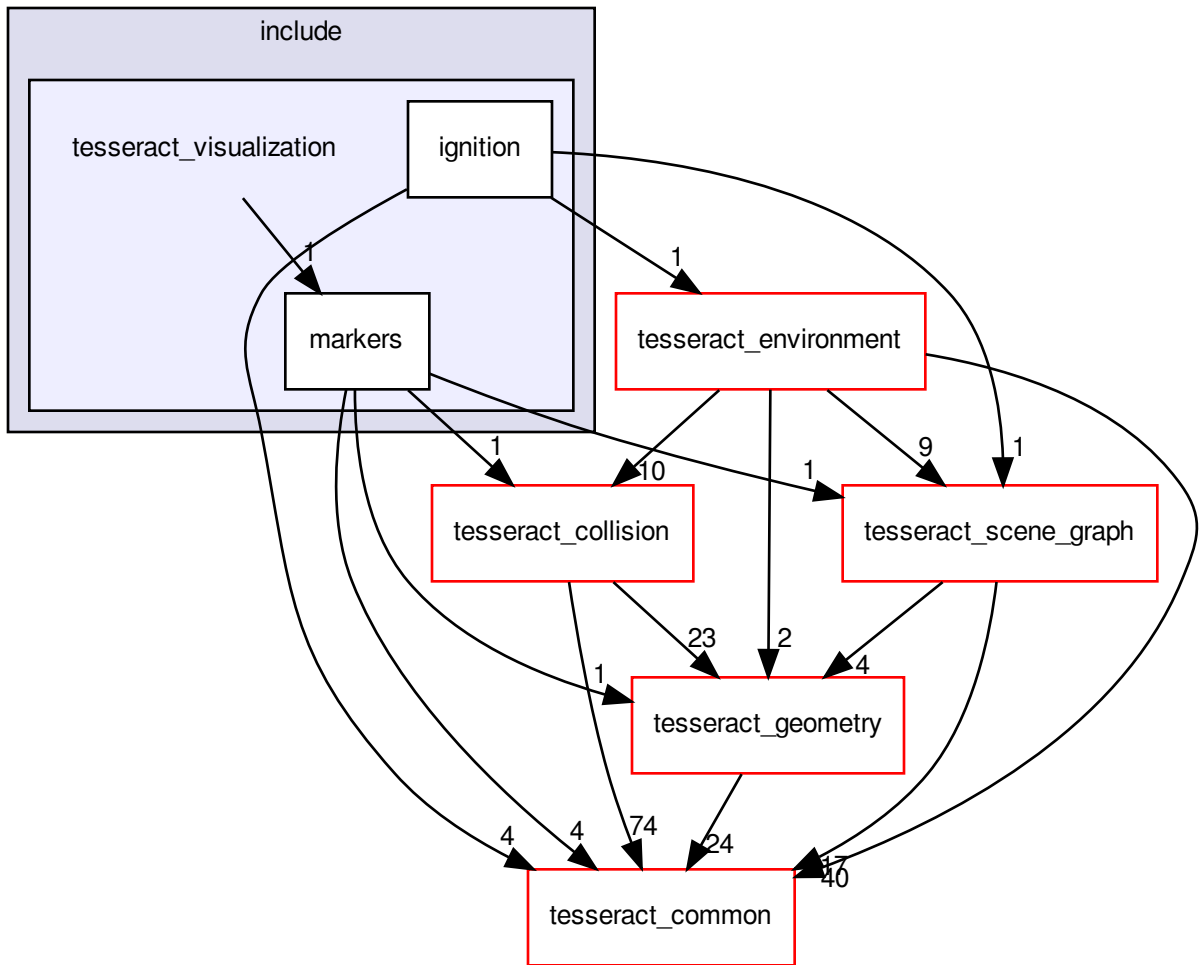 include
tesseract_visualization
ignition
1
1
markers
tesseract_environment
1
10
9
1
1
tesseract_collision
tesseract_scene_graph
1
23
2
4
tesseract_geometry
4
4
74
24
17
40
tesseract_common